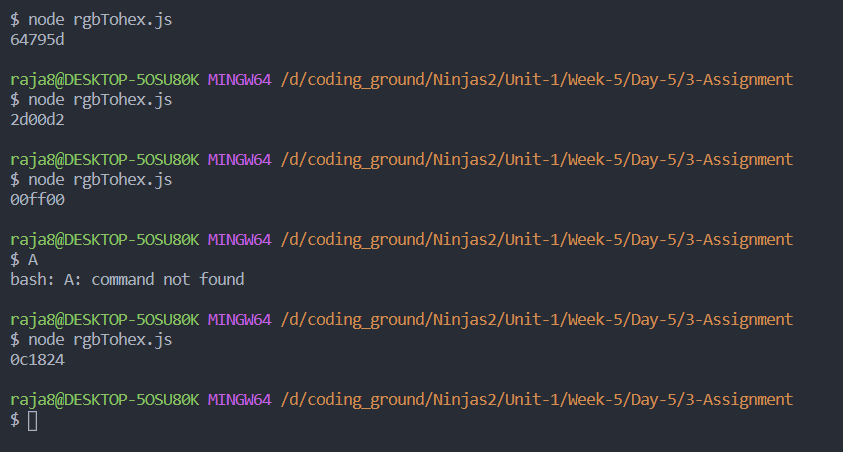 $ node rgbTohex.js
64795d
raja8@DESKTOP-5OSU80K MINGW64 /d/coding_ground/Ninjas2/Unit-1/Week-5/Day-5/3-Assignment
$ node rgbTohex.js
2d00d2
raja8@DESKTOP-5OSU80K MINGW64 /d/coding_ground/Ninjas2/Unit-1/Week-5/Day-5/3-Assignment
$ node rgbTohex.js
00ff00
raja8@DESKTOP-5OSU80K MINGW64 /d/coding_ground/Ninjas2/Unit-1/Week-5/Day-5/3-Assignment
$ A
bash: A: command not found
raja8@DESKTOP-5OSU80K MINGW64 /d/coding_ground/Ninjas2/Unit-1/Week-5/Day-5/3-Assignment
$ node rgbTohex.js
0c1824
raja8@DESKTOP-5OSU80K MINGW64 /d/coding_ground/Ninjas2/Unit-1/Week-5/Day-5/3-Assignment
$